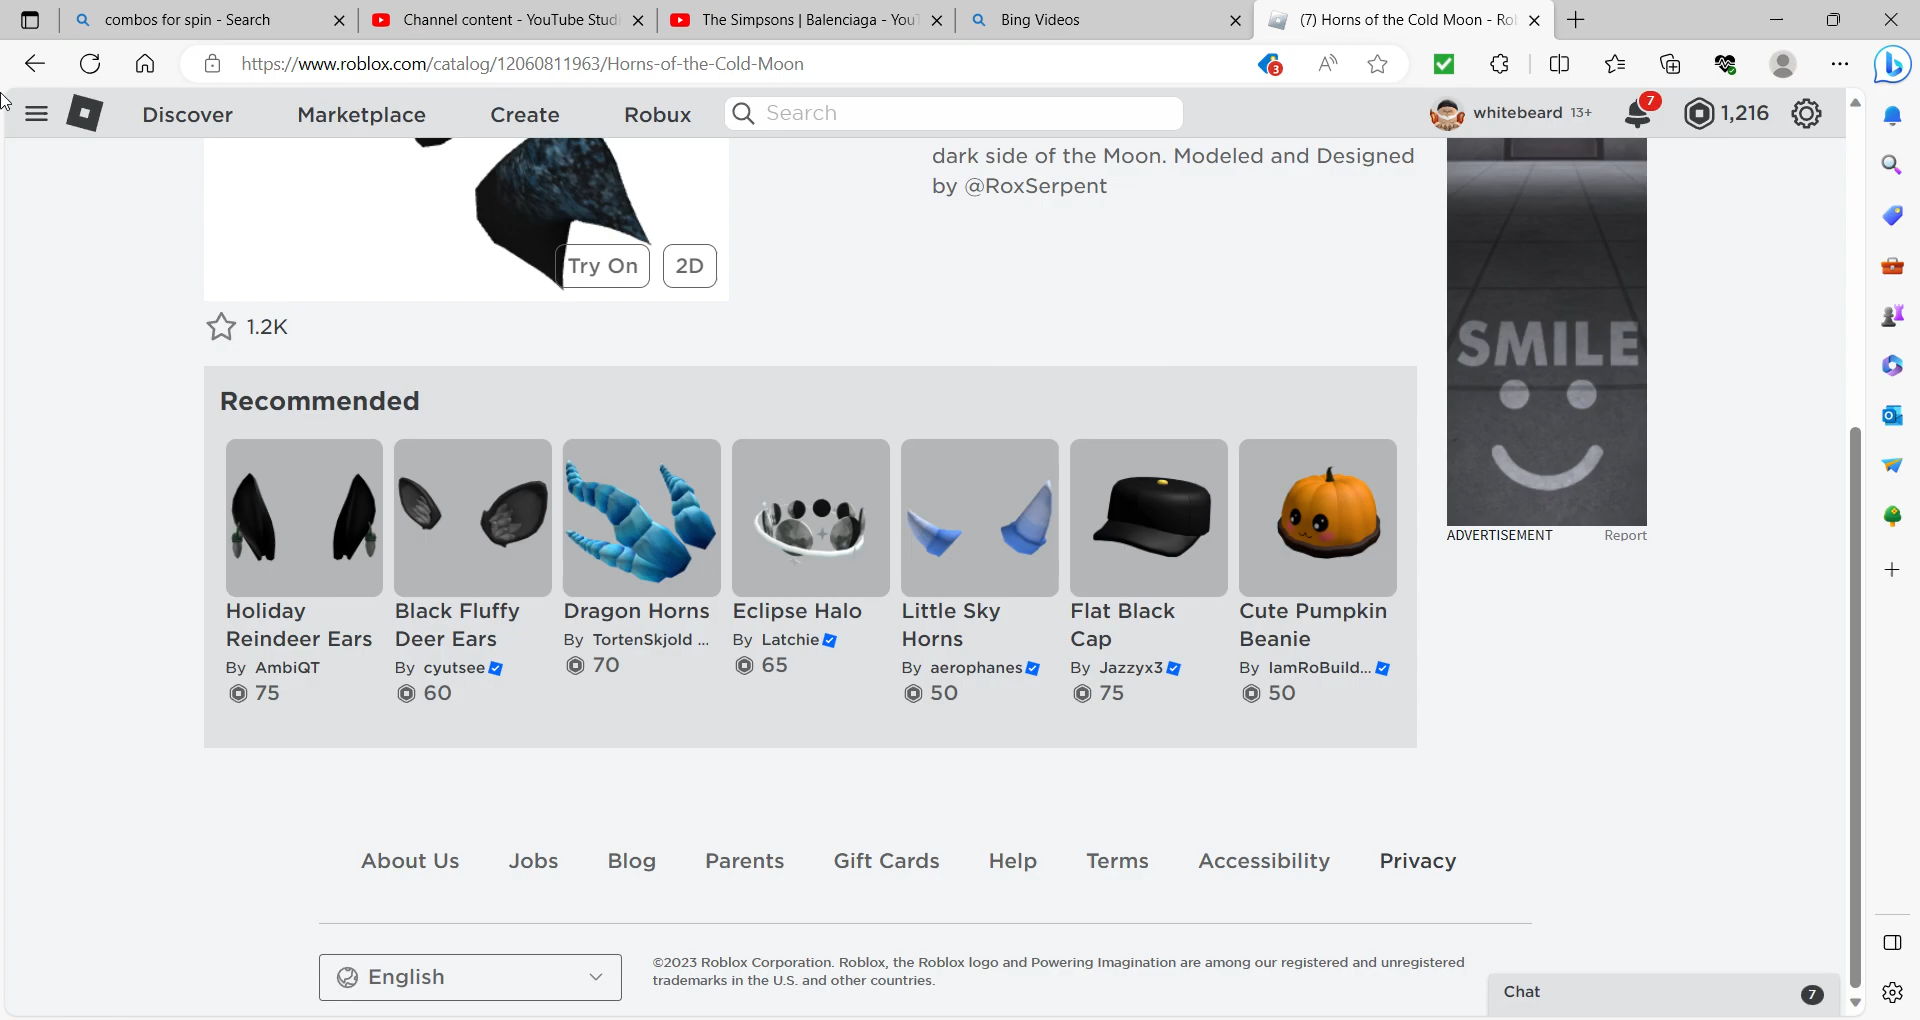 combos for spin - Search
Channel content - YouTube Studi
The Simpsons | Balenciaga - You
Bing Videos
(7) Horns of the Cold Moon - Ro
https://www.roblox.com/catalog/12060811963/Horns-of-the-Cold-Moon
3
Discover Marketplace Create Robux Search whitebeard 13+ 7 1,216
dark side of the Moon. Modeled and Designed
by @RoxSerpent
Try On 2D
1.2K
SMILE
ADVERTISEMENT Report
Recommended
Holiday
Reindeer Ears
By AmbiQT
75
Black Fluffy
Deer Ears
By cyutsee
60
Dragon Horns
By TortenSkjold ...
70
Eclipse Halo
By Latchie
65
Little Sky
Horns
By aerophanes
50
Flat Black
Cap
By Jazzyx3
75
Cute Pumpkin
Beanie
By IamRoBuild...
50
About Us Jobs Blog Parents Gift Cards Help Terms Accessibility Privacy
English
©2023 Roblox Corporation. Roblox, the Roblox logo and Powering Imagination are among our registered and unregistered
trademarks in the U.S. and other countries.
Chat 7